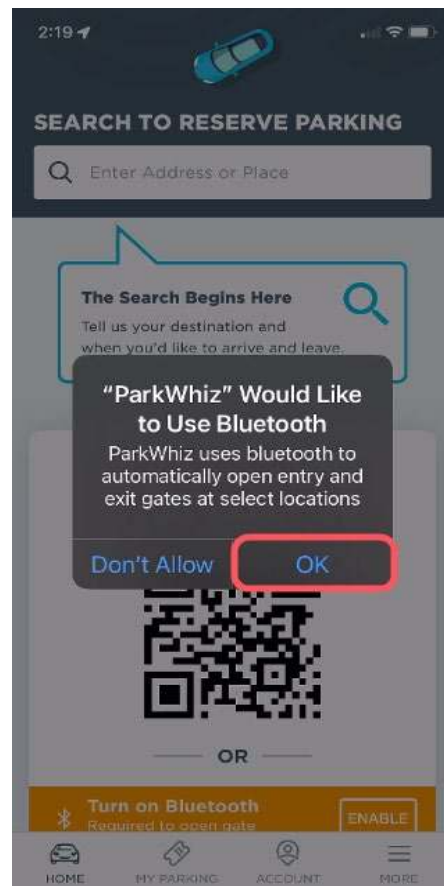 2:19
SEARCH TO RESERVE PARKING
Enter Address or Place
The Search Begins Here
Tell us your destination and
when you'd like to arrive and leave.
"ParkWhiz" Would Like
to Use Bluetooth
ParkWhiz uses bluetooth to
automatically open entry and
exit gates at select locations
Don't Allow OK
OR
Turn on Bluetooth
Required to open gate
ENABLE
HOME MY PARKING ACCOUNT MORE